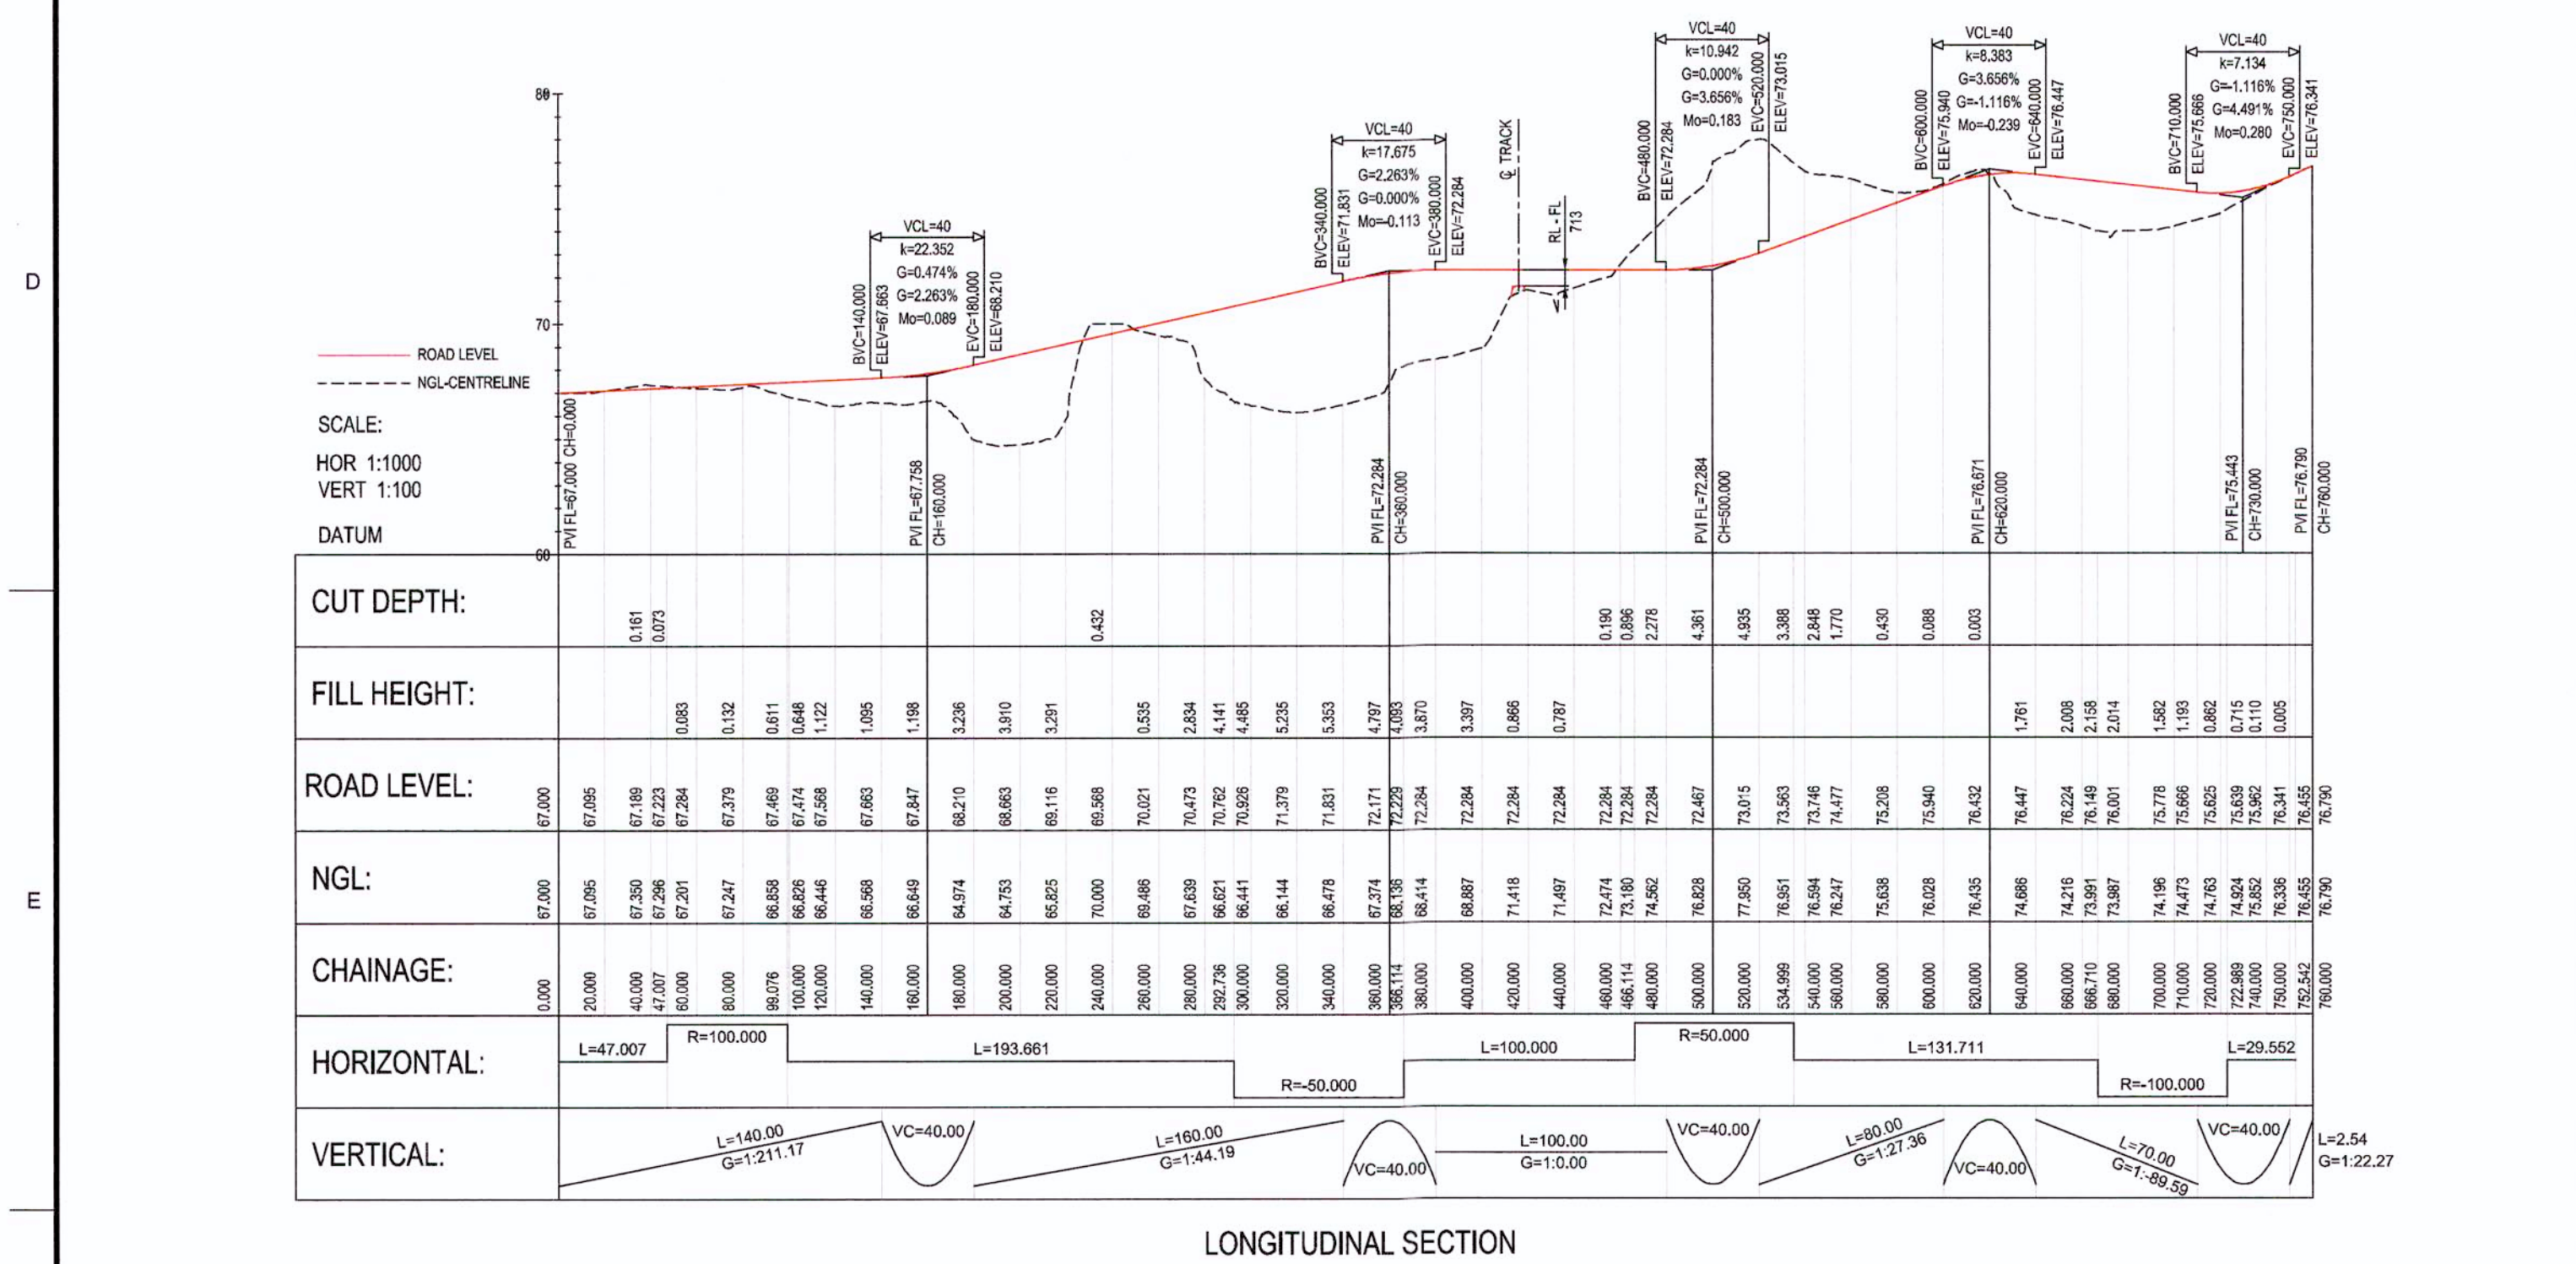 D
E
80
70
60
ROAD LEVEL
NGL-CENTRELINE
SCALE:
HOR 1:1000
VERT 1:100
DATUM
VCL=40
k=22.352
G=0.474%
G=2.263%
Mo=0.089
BVC=140.000
ELEV=67.663
EVC=180.000
ELEV=68.210
VCL=40
k=17.675
G=2.263%
G=0.000%
Mo=-0.113
BVC=340.000
ELEV=71.831
EVC=380.000
ELEV=72.284
℄ TRACK
RL - FL
713
VCL=40
k=10.942
G=0.000%
G=3.656%
Mo=0.183
BVC=480.000
ELEV=72.284
EVC=520.000
ELEV=73.015
VCL=40
k=8.383
G=3.656%
G=-1.116%
Mo=-0.239
BVC=600.000
ELEV=75.940
EVC=640.000
ELEV=76.447
VCL=40
k=7.134
G=-1.116%
G=4.491%
Mo=0.280
BVC=710.000
ELEV=75.666
EVC=750.000
ELEV=76.341
PVI FL=67.000 CH=0.000
PVI FL=67.758
CH=160.000
PVI FL=72.284
CH=360.000
PVI FL=72.284
CH=500.000
PVI FL=76.671
CH=620.000
PVI FL=75.443
CH=730.000
PVI FL=76.790
CH=760.000
CUT DEPTH: 0.161 0.073 0.432 0.190 0.896 2.278 4.361 4.935 3.388 2.848 1.770 0.430 0.088 0.003
FILL HEIGHT: 0.083 0.132 0.611 0.648 1.122 1.095 1.198 3.236 3.910 3.291 0.535 2.834 4.141 4.485 5.235 5.353 4.797 4.093 3.870 3.397 0.866 0.787 1.761 2.008 2.158 2.014 1.582 1.193 0.862 0.715 0.110 0.005
ROAD LEVEL: 67.000 67.095 67.189 67.223 67.284 67.379 67.469 67.474 67.568 67.663 67.847 68.210 68.663 69.116 69.568 70.021 70.473 70.762 70.926 71.379 71.831 72.171 72.229 72.284 72.284 72.284 72.284 72.284 72.284 72.284 72.467 73.015 73.563 73.746 74.477 75.208 75.940 76.432 76.447 76.224 76.149 76.001 75.778 75.666 75.625 75.639 75.962 76.341 76.455 76.790
NGL: 67.000 67.095 67.350 67.296 67.201 67.247 66.858 66.826 66.446 66.568 66.649 64.974 64.753 65.825 70.000 69.486 67.639 66.621 66.441 66.144 66.478 67.374 68.136 68.414 68.887 71.418 71.497 72.474 73.180 74.562 76.828 77.950 76.951 76.594 76.247 75.638 76.028 76.435 74.686 74.216 73.991 73.987 74.196 74.473 74.763 74.924 75.852 76.336 76.455 76.790
CHAINAGE: 0.000 20.000 40.000 47.007 60.000 80.000 99.076 100.000 120.000 140.000 160.000 180.000 200.000 220.000 240.000 260.000 280.000 292.736 300.000 320.000 340.000 360.000 366.114 380.000 400.000 420.000 440.000 460.000 466.114 480.000 500.000 520.000 534.999 540.000 560.000 580.000 600.000 620.000 640.000 660.000 666.710 680.000 700.000 710.000 720.000 722.989 740.000 750.000 752.542 760.000
HORIZONTAL: L=47.007 R=100.000 L=193.661 R=-50.000 L=100.000 R=50.000 L=131.711 R=-100.000 L=29.552
VERTICAL:
L=140.00
G=1:211.17
VC=40.00
L=160.00
G=1:44.19
VC=40.00
L=100.00
G=1:0.00
VC=40.00
L=80.00
G=1:27.36
VC=40.00
L=70.00
G=1:-89.59
VC=40.00
L=2.54
G=1:22.27
LONGITUDINAL SECTION